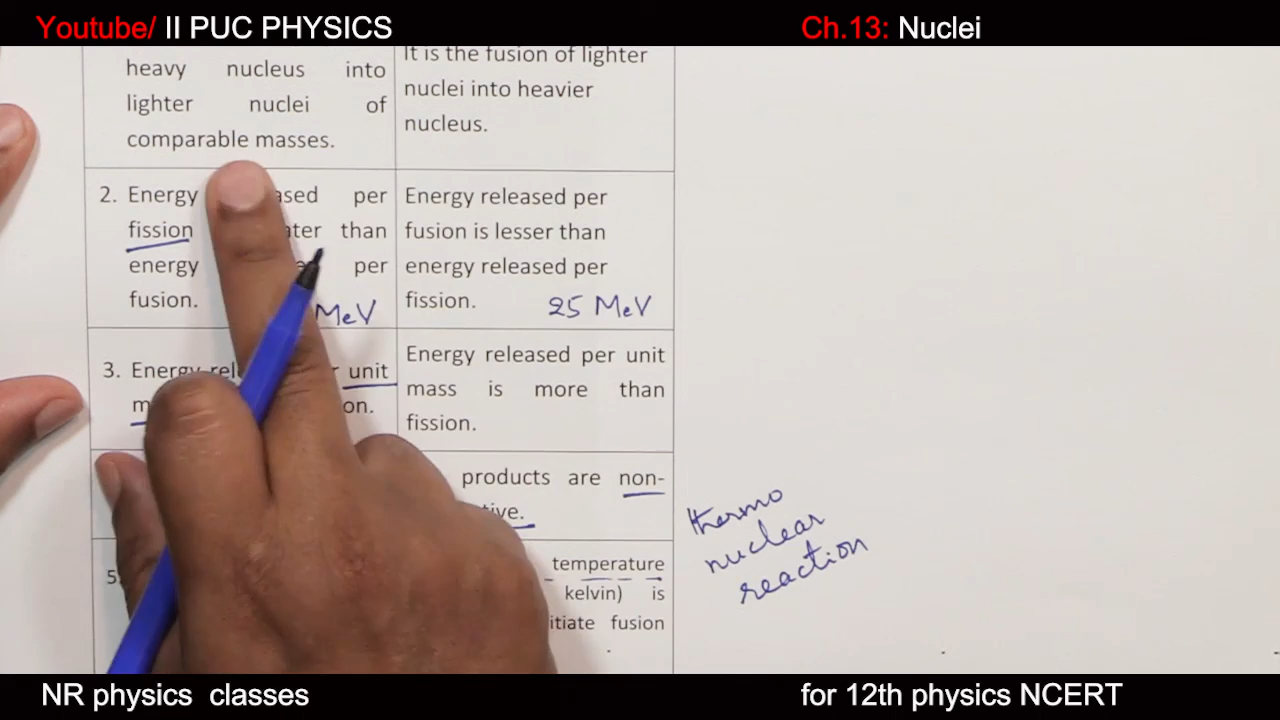 Youtube/ II PUC PHYSICS
Ch.13: Nuclei
heavy nucleus into
lighter nuclei of
comparable masses.
It is the fusion of lighter
nuclei into heavier
nucleus.
2. Energy per
fission than
energy per
fusion. MeV
Energy released per
fusion is lesser than
energy released per
fission. 25 MeV
3. Energy unit
Energy released per unit
mass is more than
fission.
products are non-
5.
temperature
kelvin) is
fusion
thermo
nuclear
reaction
NR physics classes
for 12th physics NCERT